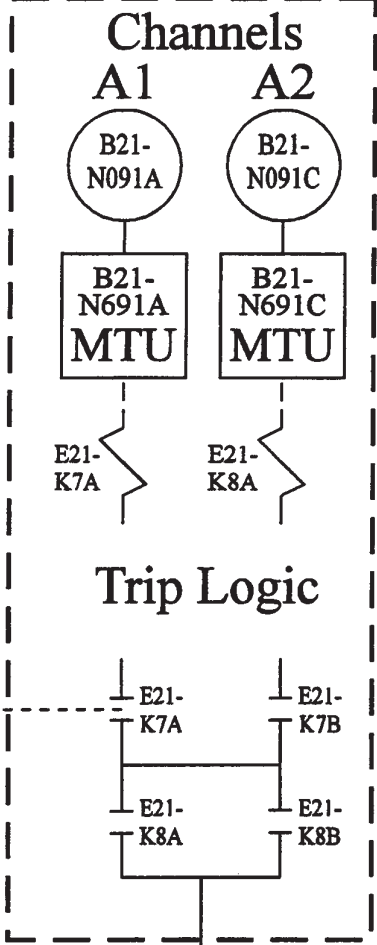 Channels
A1 A2
B21- B21-
N091A N091C
B21- B21-
N691A N691C
MTU MTU
E21- E21-
K7A K8A
Trip Logic
E21- E21-
K7A K7B
E21- E21-
K8A K8B